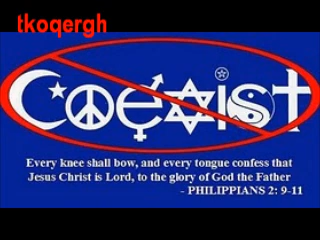 tkoqergh
Coexist
Every knee shall bow, and every tongue confess that
Jesus Christ is Lord, to the glory of God the Father
- PHILIPPIANS 2: 9-11